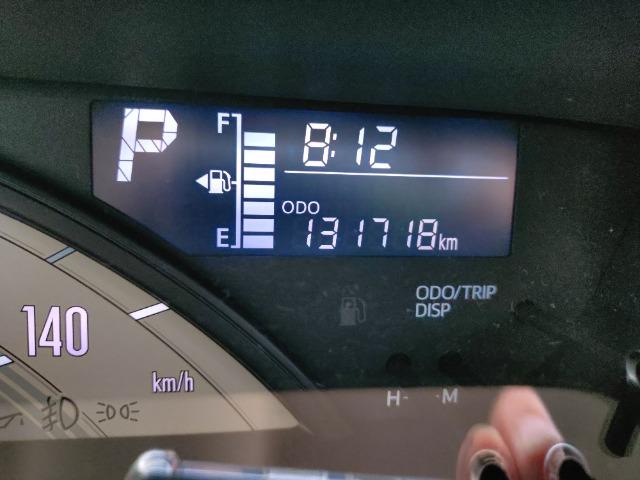 P
F
8:12
ODO
131718km
E
ODO/TRIP
DISP
140
km/h
H
M